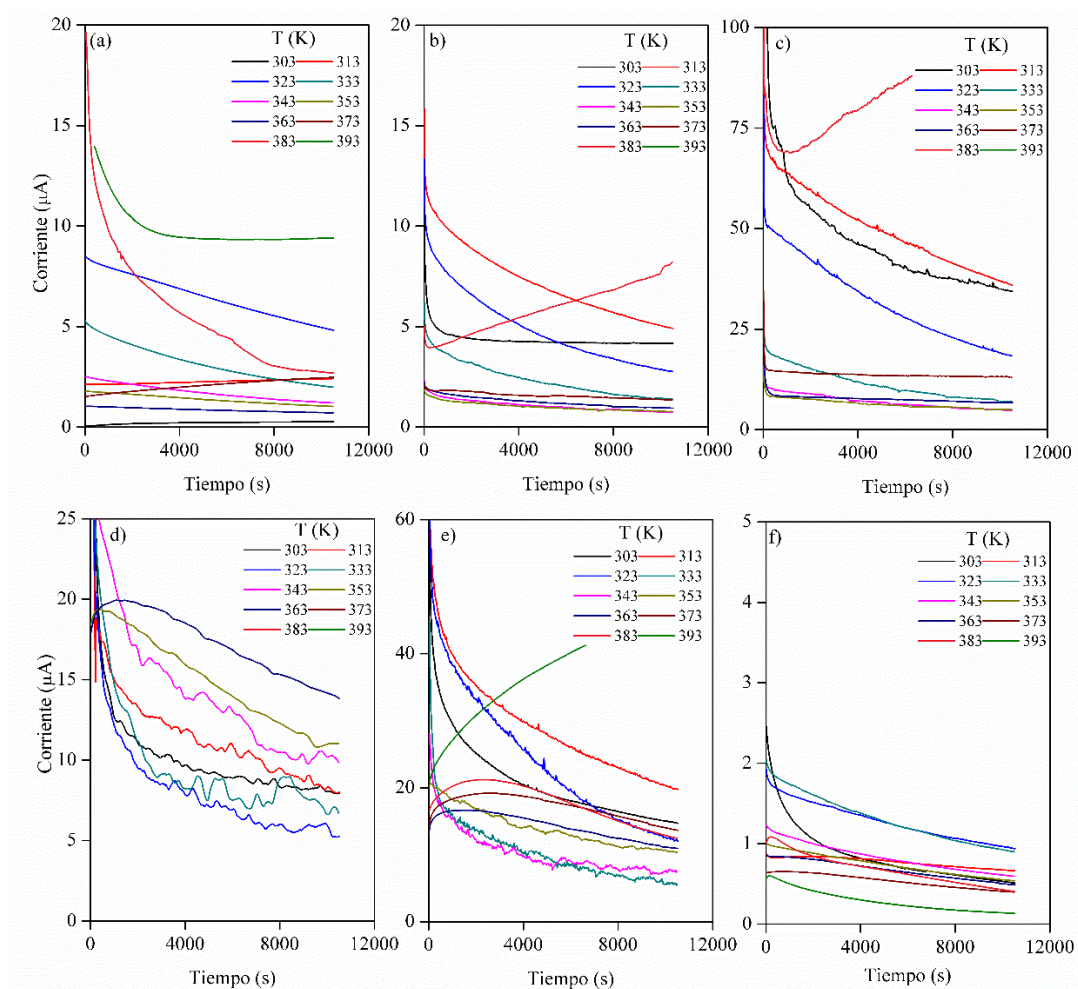 (a)
T (K)
303 313
323 333
343 353
363 373
383 393
20
15
10
5
0
0 4000 8000 12000
Corriente (µA)
Tiempo (s)
b)
T (K)
303 313
323 333
343 353
363 373
383 393
20
15
10
5
0
0 4000 8000 12000
Tiempo (s)
c)
T (K)
303 313
323 333
343 353
363 373
383 393
100
75
50
25
0
0 4000 8000 12000
Tiempo (s)
d)
T (K)
303 313
323 333
343 353
363 373
383 393
25
20
15
10
5
0
0 4000 8000 12000
Corriente (µA)
Tiempo (s)
e)
T (K)
303 313
323 333
343 353
363 373
383 393
60
40
20
0
0 4000 8000 12000
Tiempo (s)
f)
T (K)
303 313
323 333
343 353
363 373
383 393
5
4
3
2
1
0
0 4000 8000 12000
Tiempo (s)